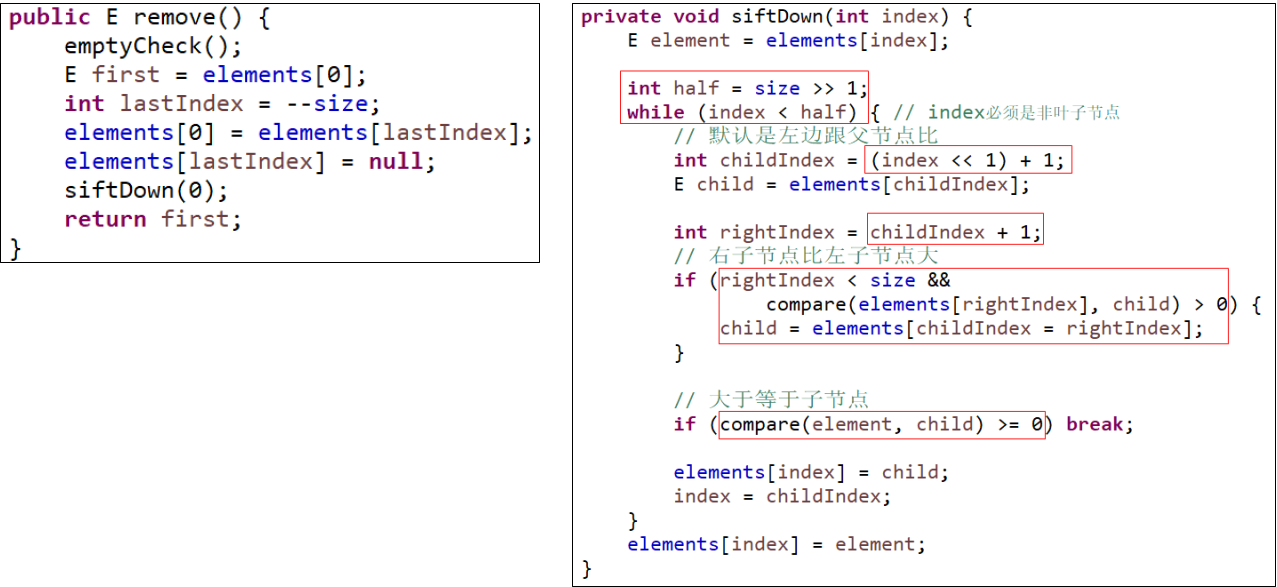 public E remove() {
    emptyCheck();
    E first = elements[0];
    int lastIndex = --size;
    elements[0] = elements[lastIndex];
    elements[lastIndex] = null;
    siftDown(0);
    return first;
}
private void siftDown(int index) {
    E element = elements[index];
    int half = size >> 1;
    while (index < half) { // index必须是非叶子节点
        // 默认是左边跟父节点比
        int childIndex = (index << 1) + 1;
        E child = elements[childIndex];
        int rightIndex = childIndex + 1;
        // 右子节点比左子节点大
        if (rightIndex < size &&
                compare(elements[rightIndex], child) > 0) {
            child = elements[childIndex = rightIndex];
        }
        // 大于等于子节点
        if (compare(element, child) >= 0) break;
        elements[index] = child;
        index = childIndex;
    }
    elements[index] = element;
}